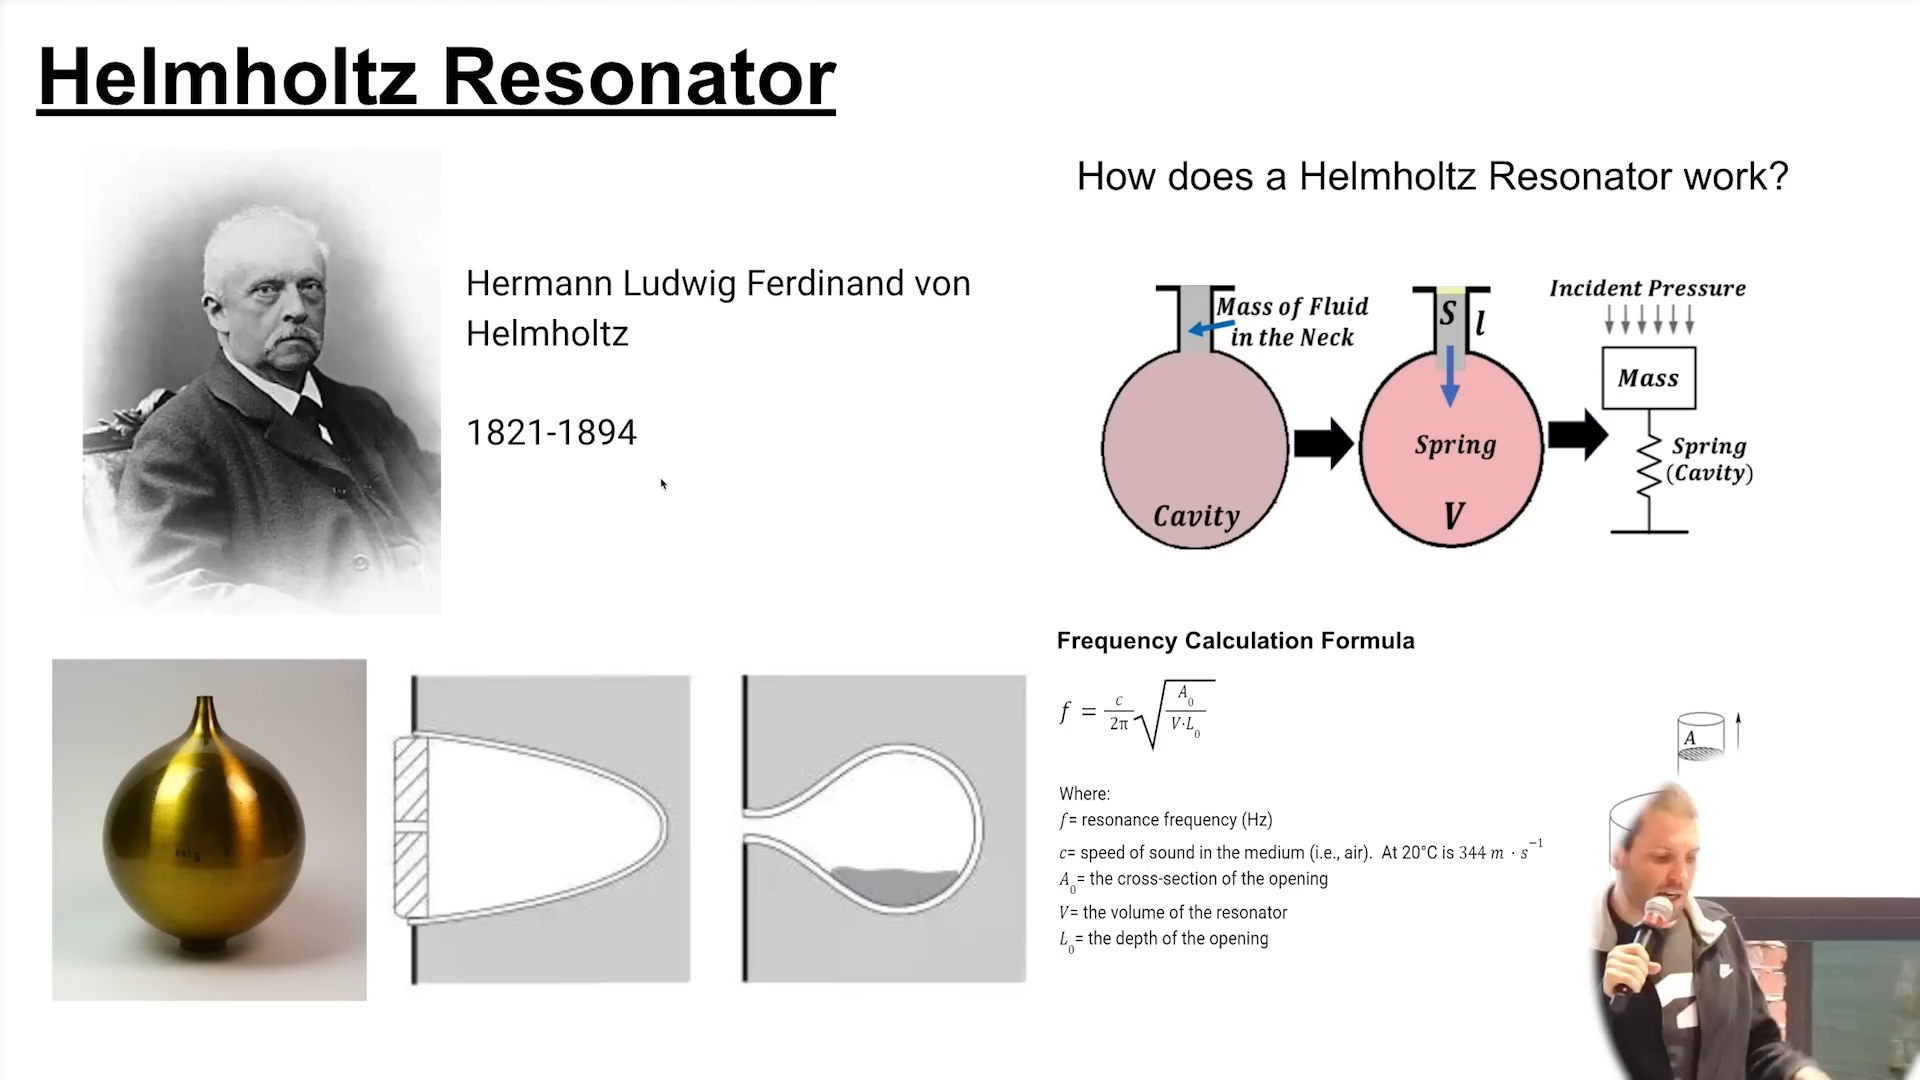 Helmholtz Resonator
Hermann Ludwig Ferdinand von
Helmholtz
1821-1894
How does a Helmholtz Resonator work?
Mass of Fluid
in the Neck
Cavity
S
l
Spring
V
Incident Pressure
Mass
Spring
(Cavity)
Frequency Calculation Formula
f = c/2π √(A₀/V·L₀)
Where:
f= resonance frequency (Hz)
c= speed of sound in the medium (i.e., air). At 20°C is 344 m · s⁻¹
A₀= the cross-section of the opening
V= the volume of the resonator
L₀= the depth of the opening
A